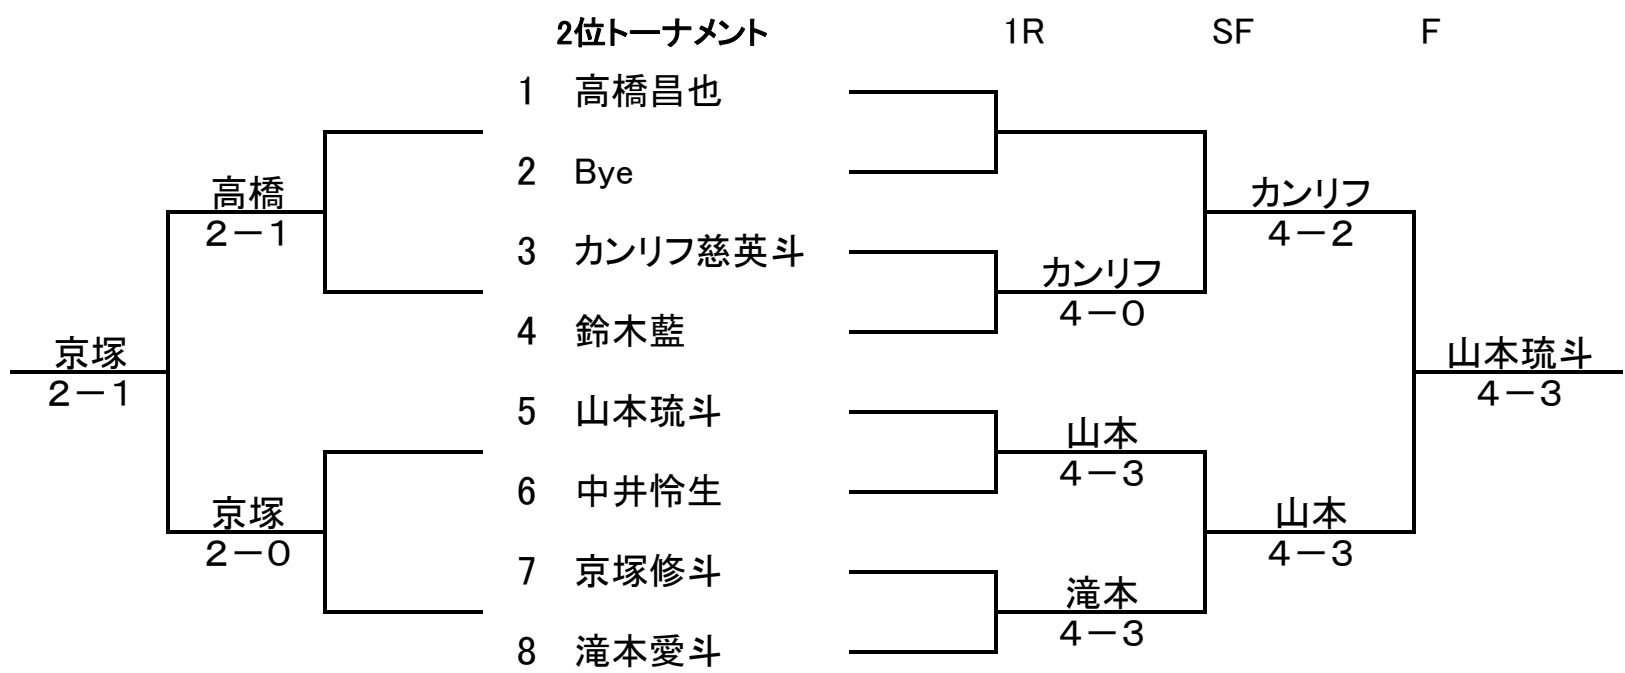 2位トーナメント 1R SF F
1 高橋昌也
2 Bye
高橋 カンリフ
2－1 4－2
3 カンリフ慈英斗
カンリフ
4－0
4 鈴木藍
京塚 山本琉斗
2－1 4－3
5 山本琉斗
山本
4－3
6 中井怜生
京塚 山本
2－0 4－3
7 京塚修斗
滝本
4－3
8 滝本愛斗